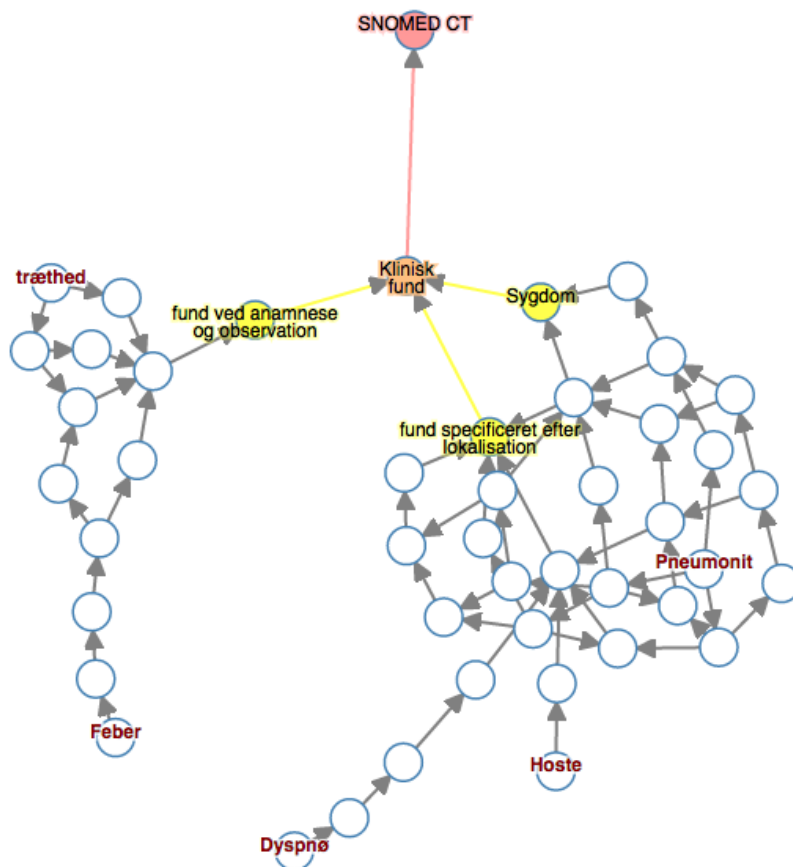 SNOMED CT
Klinisk
fund
træthed
Sygdom
fund ved anamnese
og observation
fund specificeret efter
lokalisation
Pneumonit
Feber
Hoste
Dyspnø